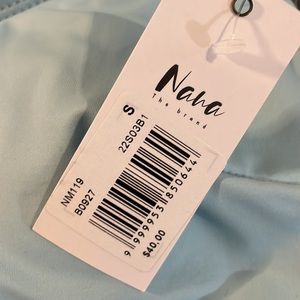 Nana
The brand
S
22S03B1
9 999953 850644
$40.00
NM119
B0927